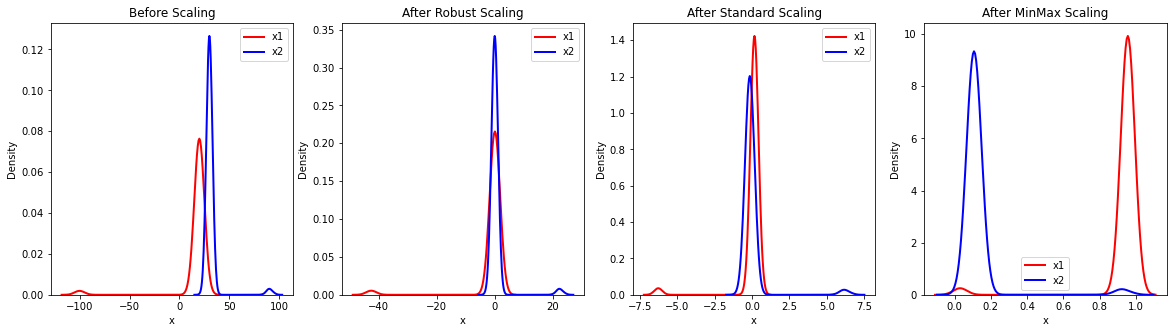 Before Scaling
x1
x2
Density
0.12
0.10
0.08
0.06
0.04
0.02
0.00
−100 −50 0 50 100
x
After Robust Scaling
x1
x2
Density
0.35
0.30
0.25
0.20
0.15
0.10
0.05
0.00
−40 −20 0 20
x
After Standard Scaling
x1
x2
Density
1.4
1.2
1.0
0.8
0.6
0.4
0.2
0.0
−7.5 −5.0 −2.5 0.0 2.5 5.0 7.5
x
After MinMax Scaling
Density
10
8
6
4
2
0
x1
x2
0.0 0.2 0.4 0.6 0.8 1.0
x